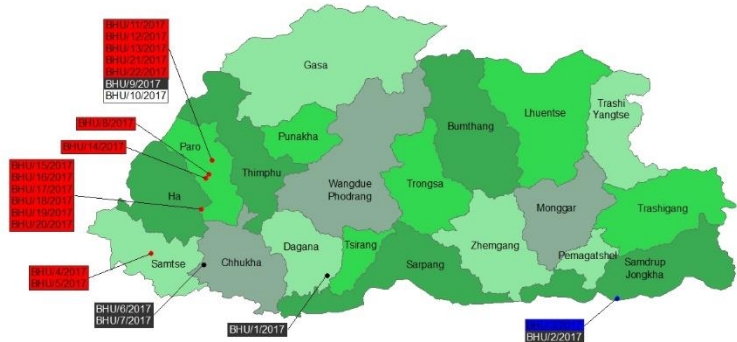 BHU/11/2017
BHU/12/2017
BHU/13/2017
BHU/21/2017
BHU/22/2017
BHU/9/2017
BHU/10/2017
Gasa
BHU/8/2017
Punakha
Bumthang
Lhuentse
Trashi
Yangtse
BHU/14/2017
Paro
Thimphu
BHU/15/2017
BHU/16/2017
BHU/17/2017
BHU/18/2017
BHU/19/2017
BHU/20/2017
Ha
Wangdue
Phodrang
Trongsa
Monggar
Trashigang
Samtse
Chhukha
Dagana
Tsirang
Sarpang
Zhemgang
Pemagatshel
Samdrup
Jongkha
BHU/4/2017
BHU/5/2017
BHU/6/2017
BHU/7/2017
BHU/1/2017
BHU/2/2017